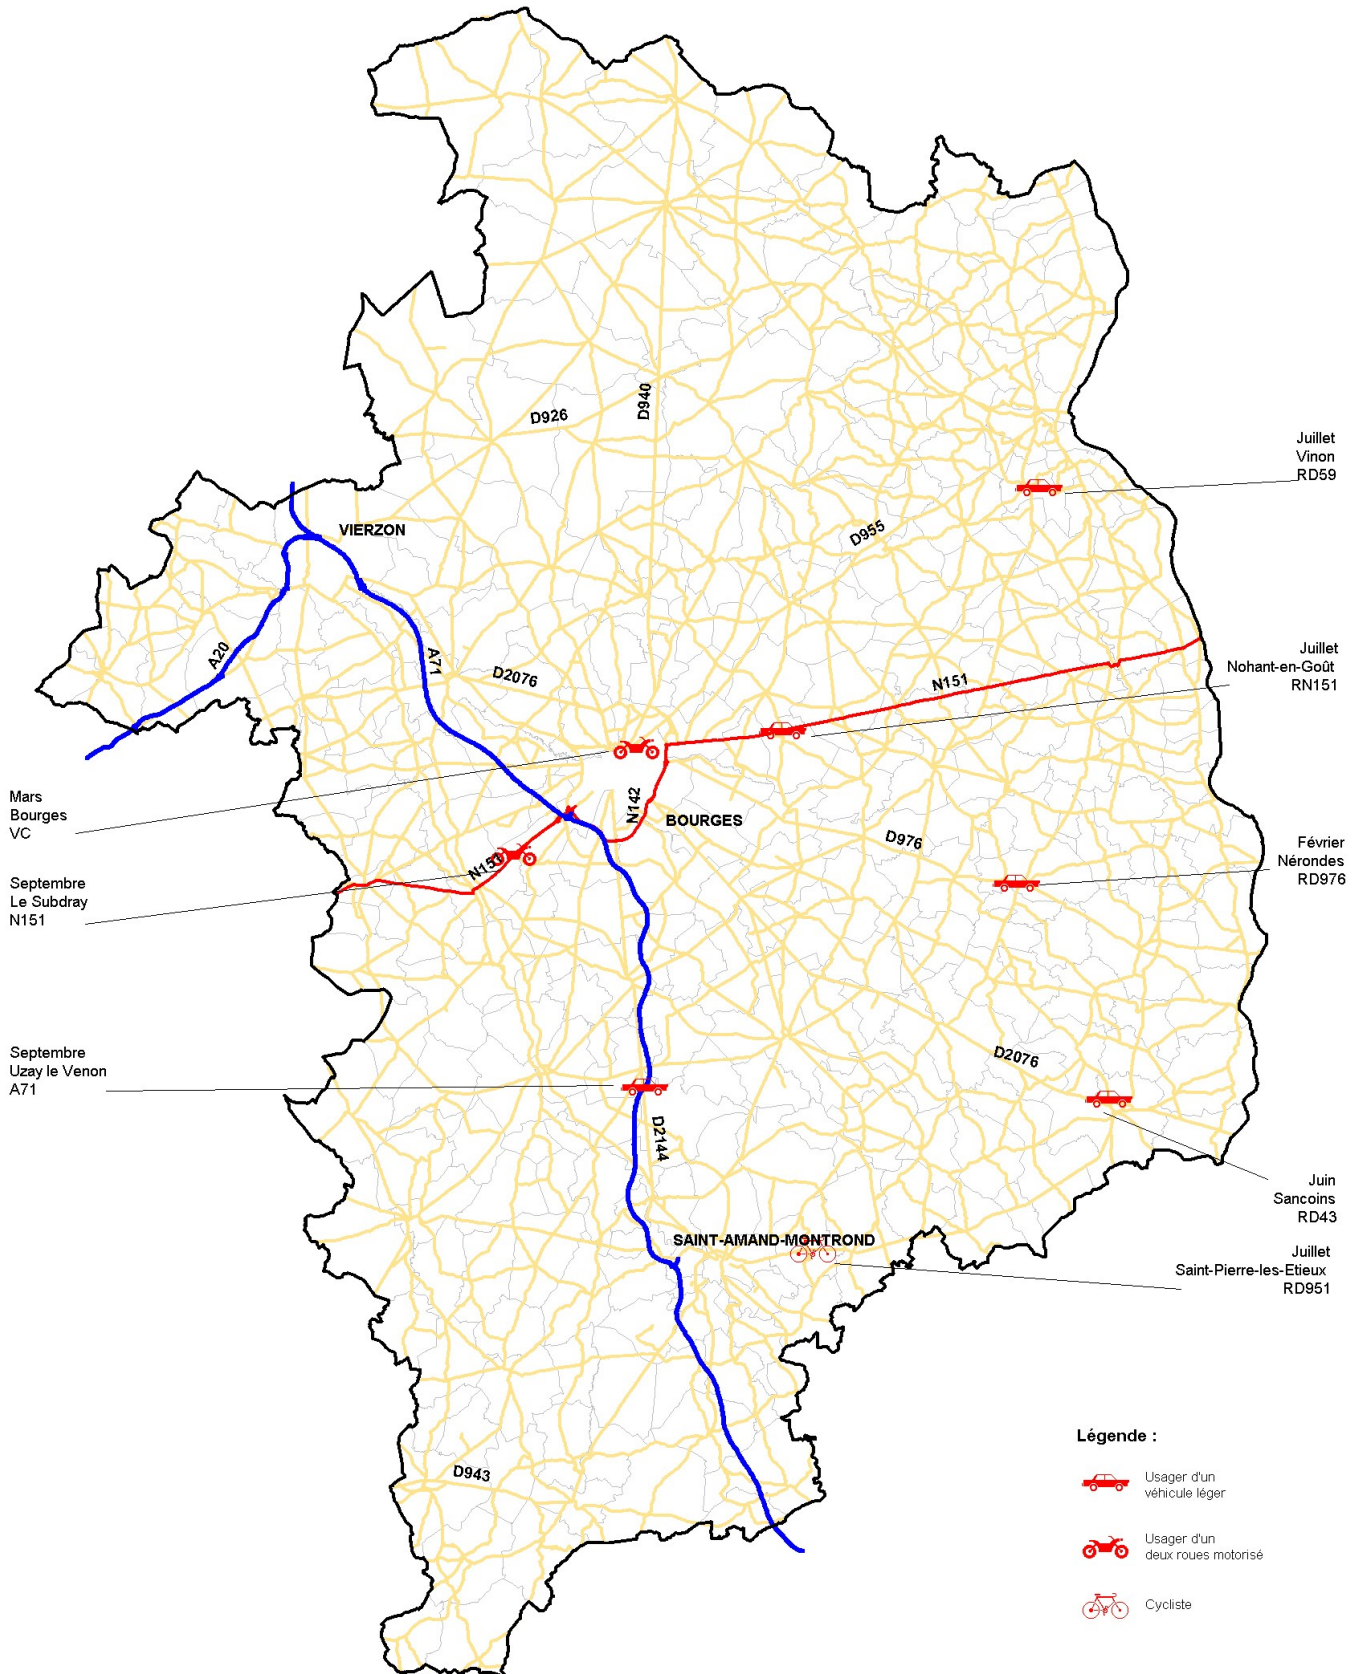 D926
D940
Juillet
Vinon
RD59
VIERZON
D955
A20
A71
D2076
N151
Juillet
Nohant-en-Goût
RN151
Mars
Bourges
VC
N142
BOURGES
D976
Février
Nérondes
RD976
N151
Septembre
Le Subdray
N151
Septembre
Uzay le Venon
A71
D2076
D2144
Juin
Sancoins
RD43
SAINT-AMAND-MONTROND
Juillet
Saint-Pierre-les-Etieux
RD951
D943
Légende :
Usager d'un
véhicule léger
Usager d'un
deux roues motorisé
Cycliste